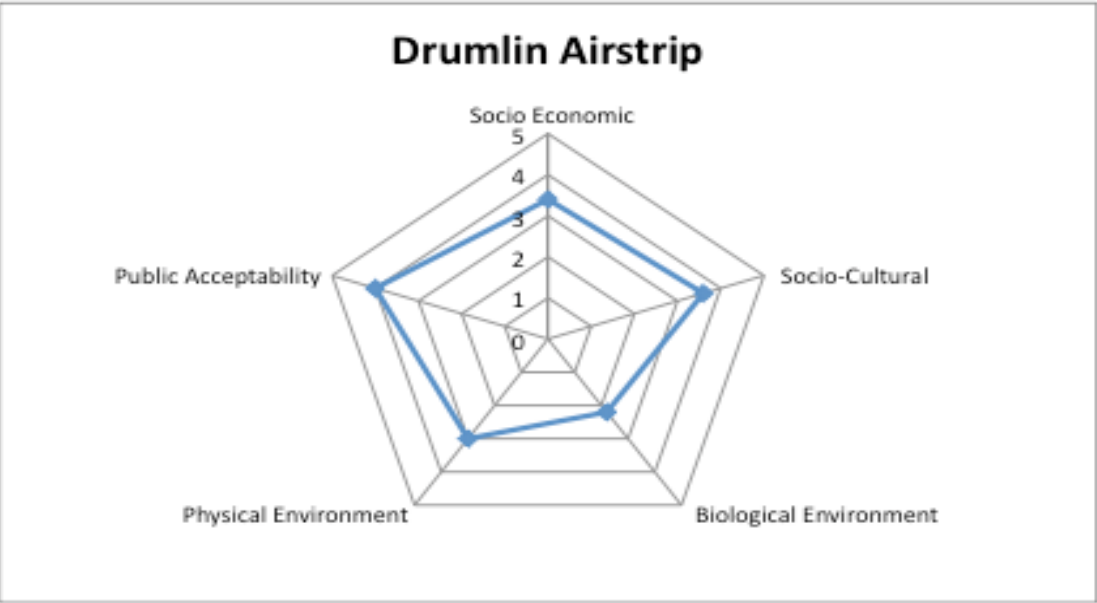 Drumlin Airstrip
Socio Economic
5
4
3
2
1
0
Public Acceptability
Socio-Cultural
Physical Environment
Biological Environment